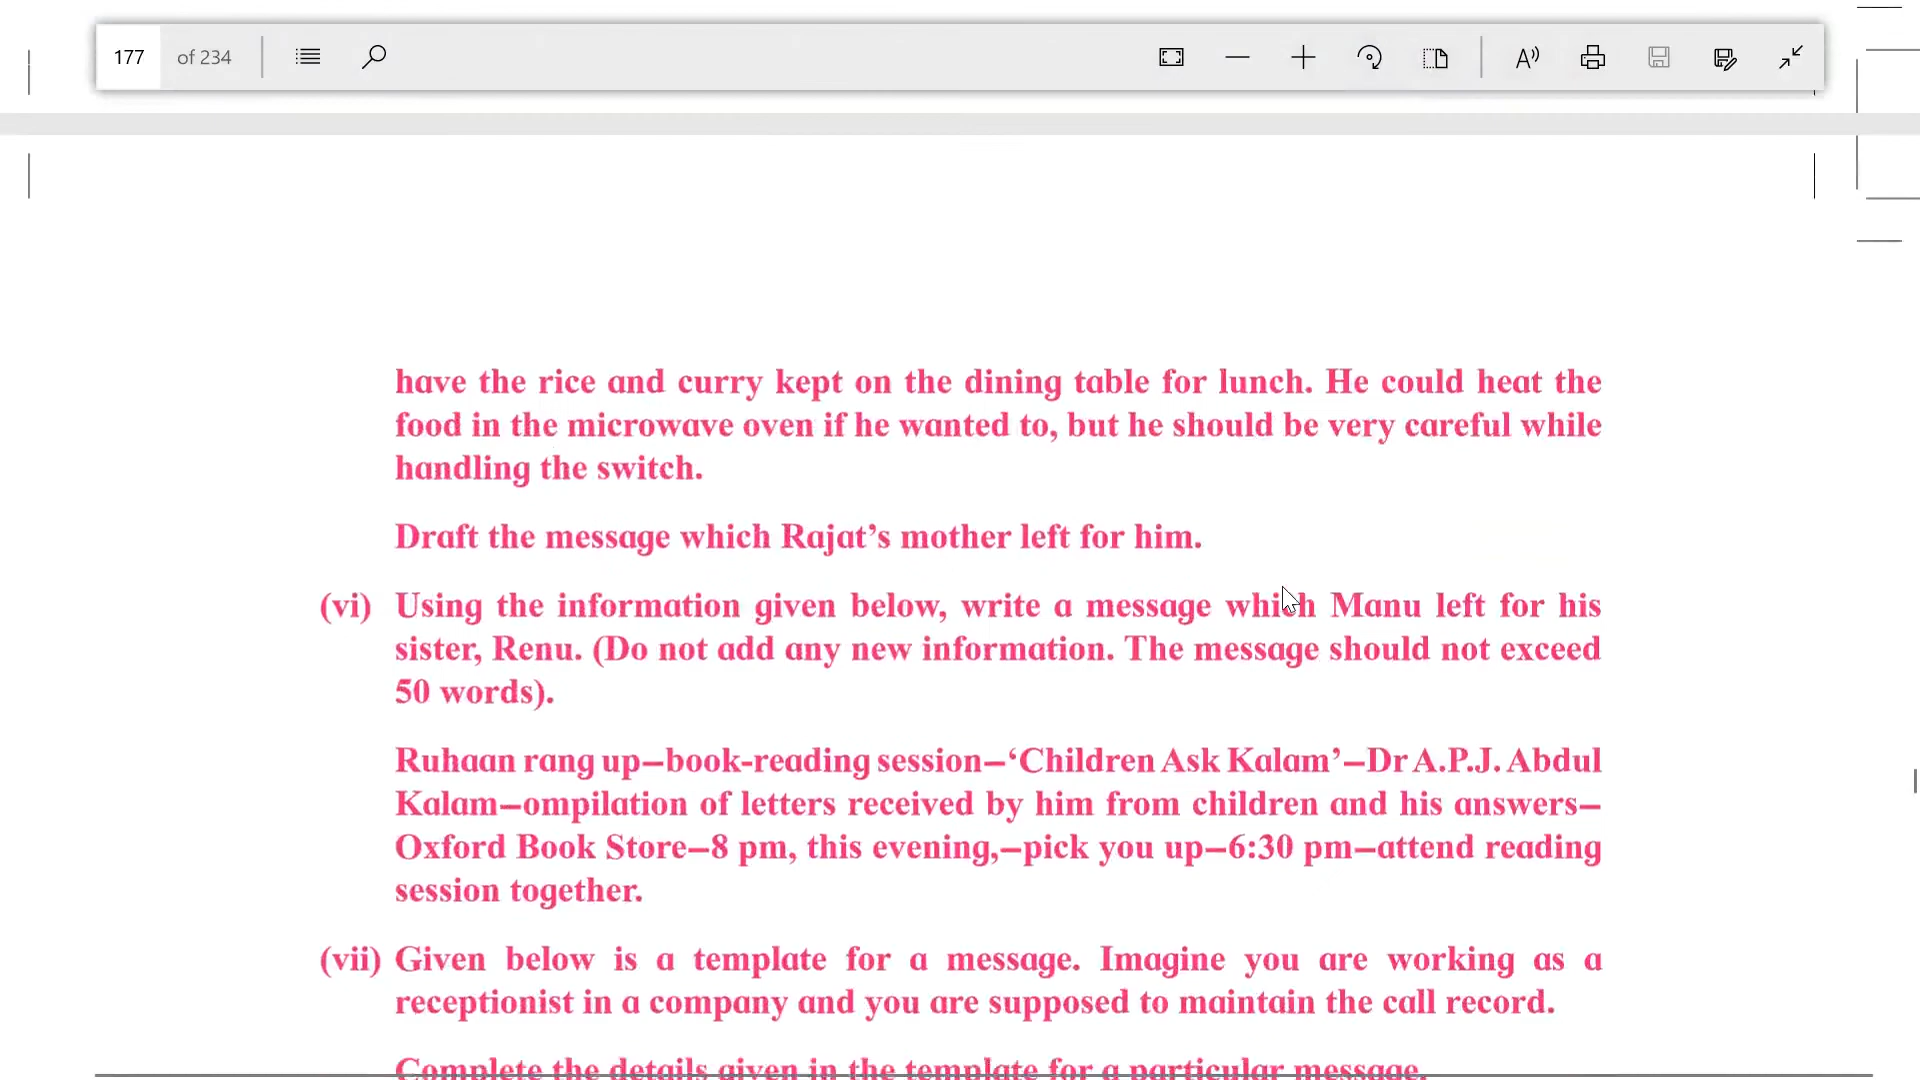 177 of 234
have the rice and curry kept on the dining table for lunch. He could heat the
food in the microwave oven if he wanted to, but he should be very careful while
handling the switch.
Draft the message which Rajat’s mother left for him.
(vi) Using the information given below, write a message which Manu left for his
sister, Renu. (Do not add any new information. The message should not exceed
50 words).
Ruhaan rang up–book-reading session–‘Children Ask Kalam’–Dr A.P.J. Abdul
Kalam–ompilation of letters received by him from children and his answers–
Oxford Book Store–8 pm, this evening,–pick you up–6:30 pm–attend reading
session together.
(vii) Given below is a template for a message. Imagine you are working as a
receptionist in a company and you are supposed to maintain the call record.
Complete the details given in the template for a particular message.